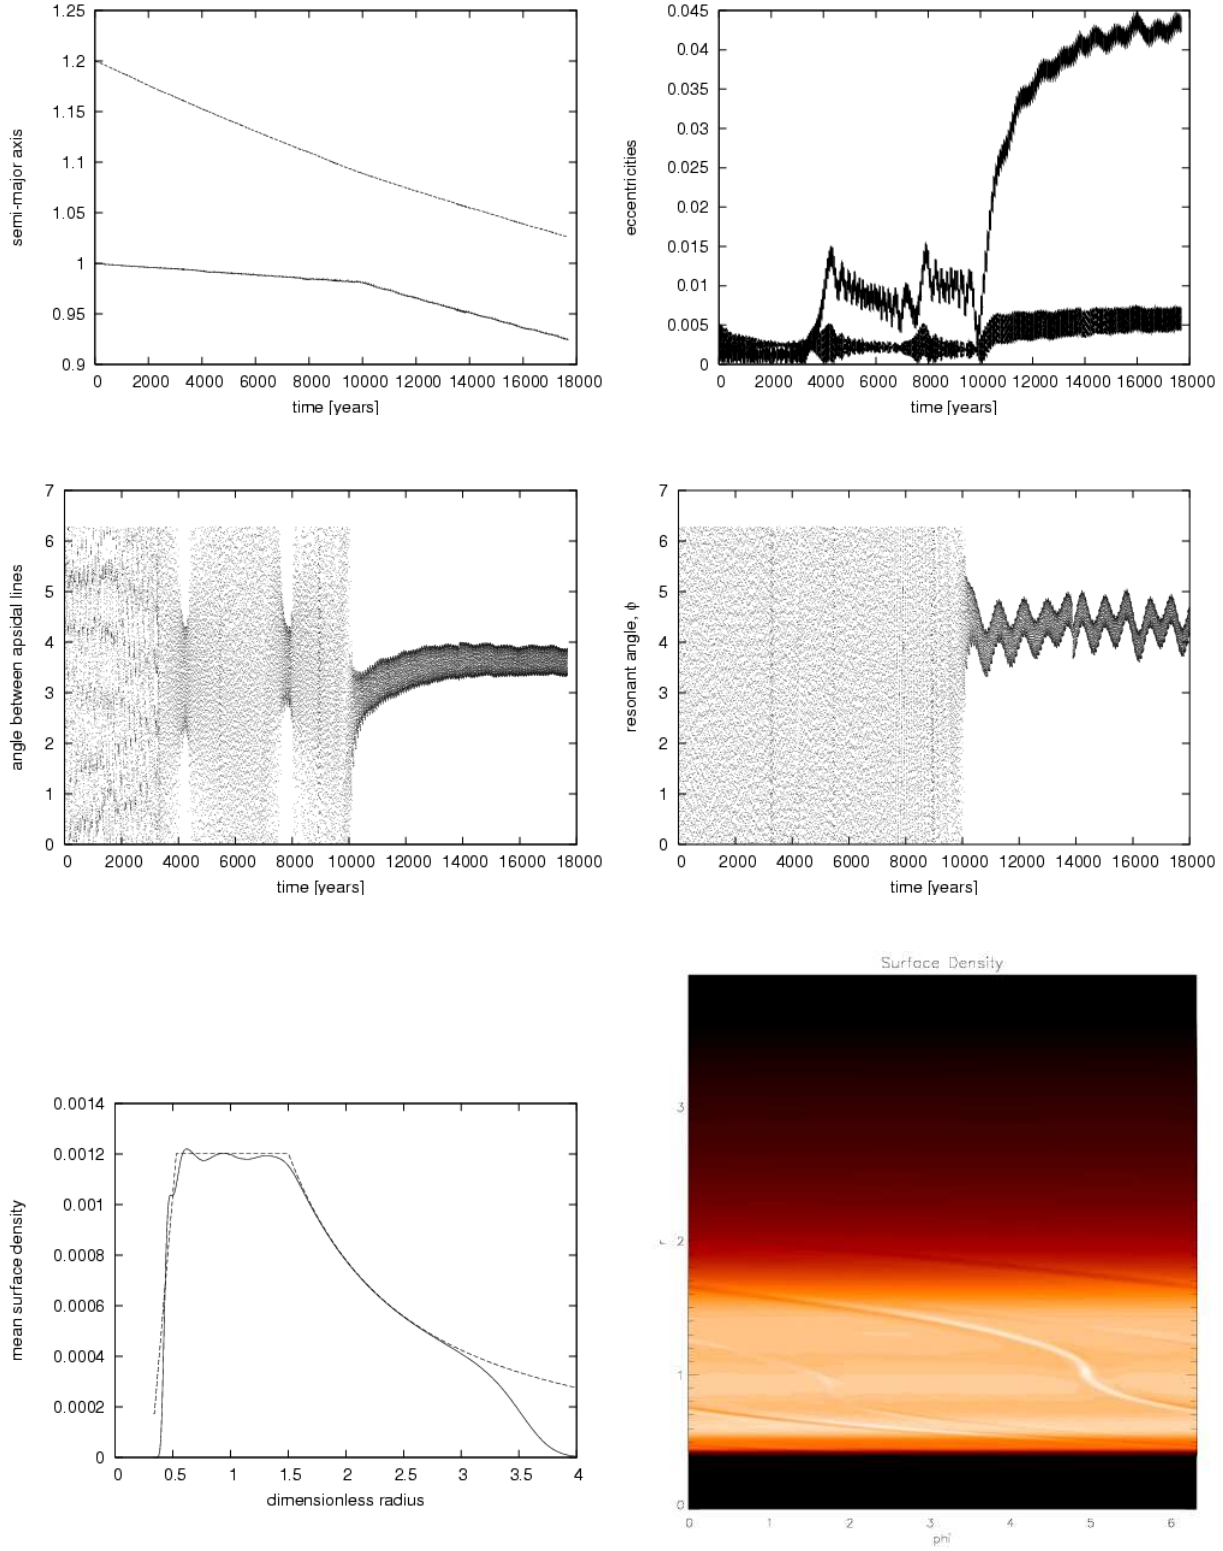 1.25
1.2
1.15
1.1
1.05
1
0.95
0.9
semi-major axis
0 2000 4000 6000 8000 10000 12000 14000 16000 18000
time [years]
0.045
0.04
0.035
0.03
0.025
0.02
0.015
0.01
0.005
0
eccentricities
0 2000 4000 6000 8000 10000 12000 14000 16000 18000
time [years]
7
6
5
4
3
2
1
0
angle between apsidal lines
0 2000 4000 6000 8000 10000 12000 14000 16000 18000
time [years]
7
6
5
4
3
2
1
0
resonant angle, ϕ
0 2000 4000 6000 8000 10000 12000 14000 16000 18000
time [years]
0.0014
0.0012
0.001
0.0008
0.0006
0.0004
0.0002
0
mean surface density
0 0.5 1 1.5 2 2.5 3 3.5 4
dimensionless radius
Surface Density
3
2
1
0
r
0 1 2 3 4 5 6
phi